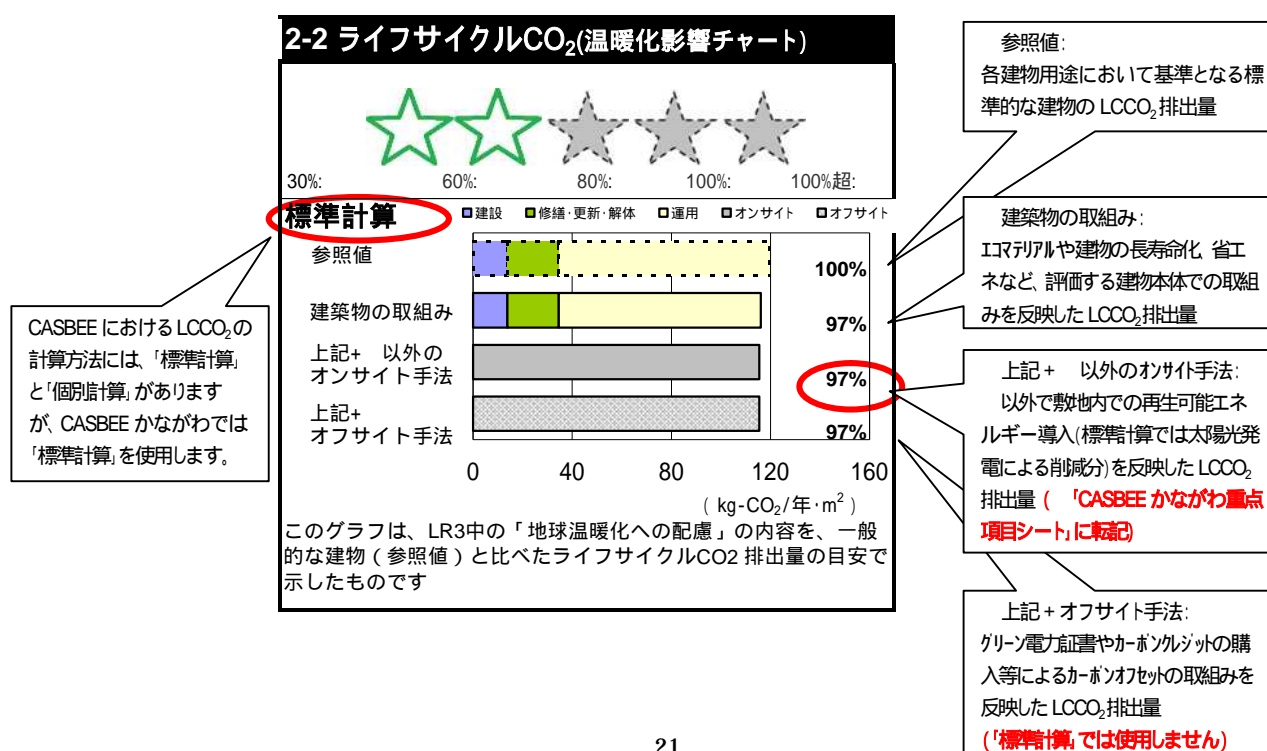 2-2 ライフサイクルCO2(温暖化影響チャート)
30%: 60%: 80%: 100%: 100%超:
標準計算
建設 修繕・更新・解体 運用 オンサイト オフサイト
参照値
100%
建築物の取組み
97%
上記+ 以外の
オンサイト手法
97%
上記+
オフサイト手法
97%
0 40 80 120 160
( kg-CO2/年・m2 )
このグラフは、LR3中の「地球温暖化への配慮」の内容を、一般
的な建物(参照値)と比べたライフサイクルCO2 排出量の目安で
示したものです
CASBEE における LCCO2の
計算方法には、「標準計算」
と「個別計算」があります
が、CASBEE かながわでは
「標準計算」を使用します。
参照値:
各建物用途において基準となる標
準的な建物の LCCO2排出量
建築物の取組み:
エコマテリアルや建物の長寿命化、省エ
ネなど、評価する建物本体での取組
みを反映した LCCO2排出量
上記+ 以外のオンサイト手法:
以外で敷地内での再生可能エネ
ルギー導入(標準計算では太陽光発
電による削減分)を反映した LCCO2
排出量 ( 「CASBEE かながわ重点
項目シート」に転記)
上記+オフサイト手法:
グリーン電力証書やカーボンクレジットの購
入等によるカーボンオフセットの取組みを
反映した LCCO2排出量
(「標準計算」では使用しません)
21